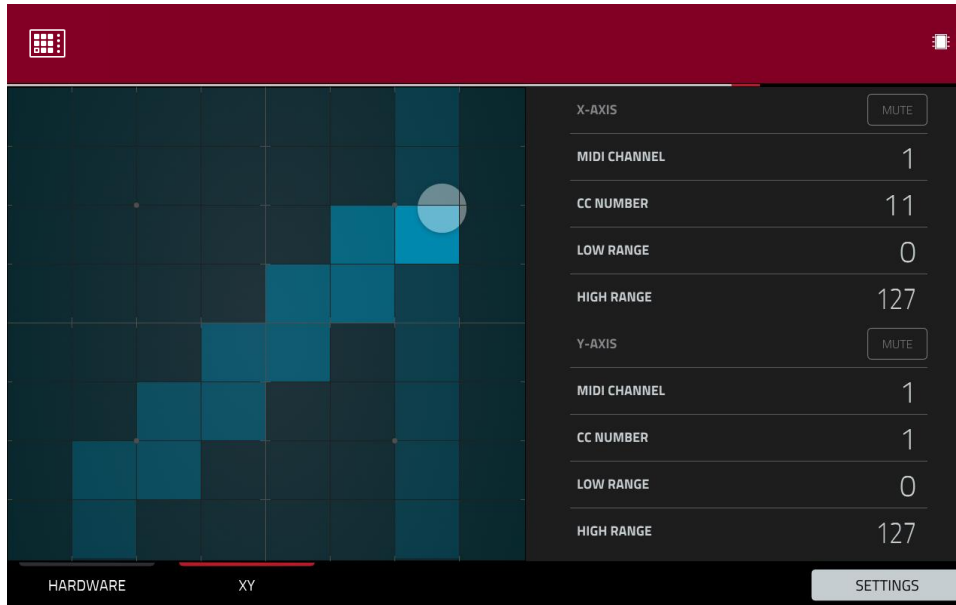 X-AXIS MUTE
MIDI CHANNEL 1
CC NUMBER 11
LOW RANGE 0
HIGH RANGE 127
Y-AXIS MUTE
MIDI CHANNEL 1
CC NUMBER 1
LOW RANGE 0
HIGH RANGE 127
HARDWARE XY SETTINGS